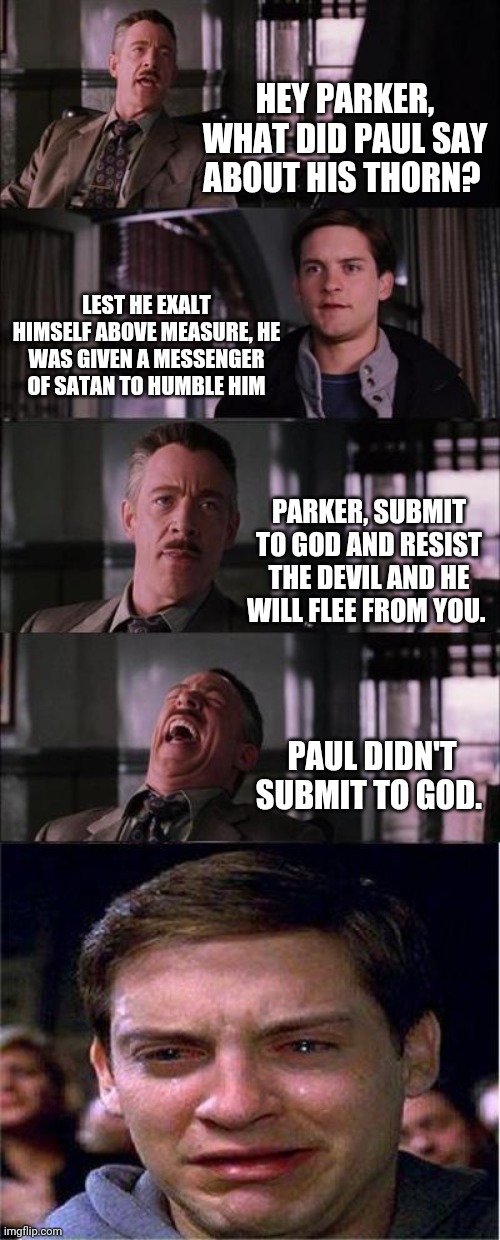 HEY PARKER,
WHAT DID PAUL SAY
ABOUT HIS THORN?
LEST HE EXALT
HIMSELF ABOVE MEASURE, HE
WAS GIVEN A MESSENGER
OF SATAN TO HUMBLE HIM
PARKER, SUBMIT
TO GOD AND RESIST
THE DEVIL AND HE
WILL FLEE FROM YOU.
PAUL DIDN'T
SUBMIT TO GOD.
imgflip.com